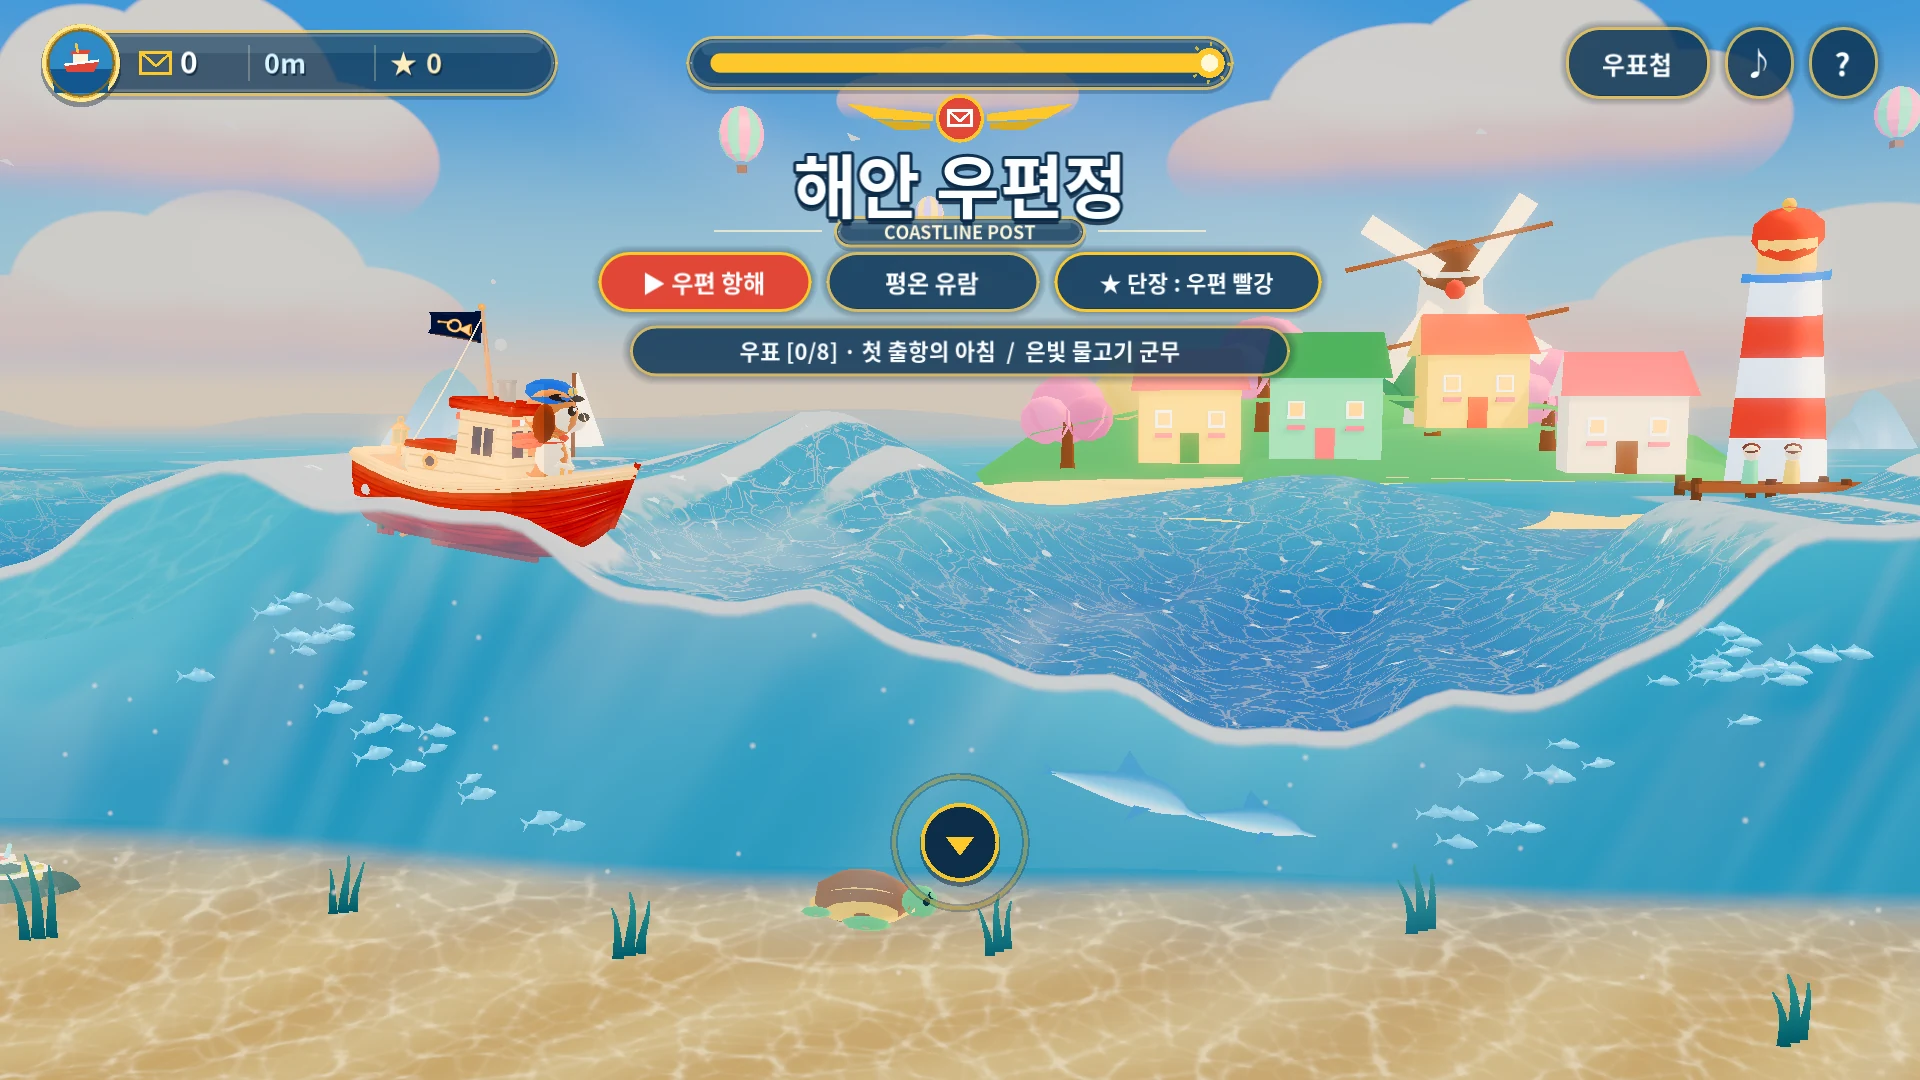 0 0m ★ 0
우표첩 ♪ ?
해안 우편정
COASTLINE POST
▶ 우편 항해
평온 유람
★ 단장 : 우편 빨강
우표 [0/8] · 첫 출항의 아침 / 은빛 물고기 군무